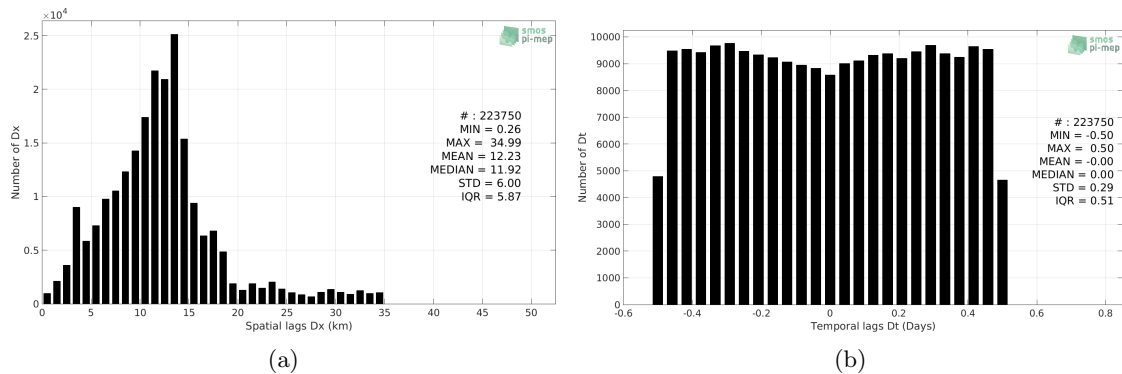 ×10⁴
2.5
2
1.5
1
0.5
0
Number of Dx
smos
pi-mep
# : 223750
MIN = 0.26
MAX = 34.99
MEAN = 12.23
MEDIAN = 11.92
STD = 6.00
IQR = 5.87
0 5 10 15 20 25 30 35 40 45 50
Spatial lags Dx (km)
(a)
10000
9000
8000
7000
6000
5000
4000
3000
2000
1000
0
Number of Dt
smos
pi-mep
# : 223750
MIN = -0.50
MAX = 0.50
MEAN = -0.00
MEDIAN = 0.00
STD = 0.29
IQR = 0.51
-0.6 -0.4 -0.2 0 0.2 0.4 0.6 0.8
Temporal lags Dt (Days)
(b)